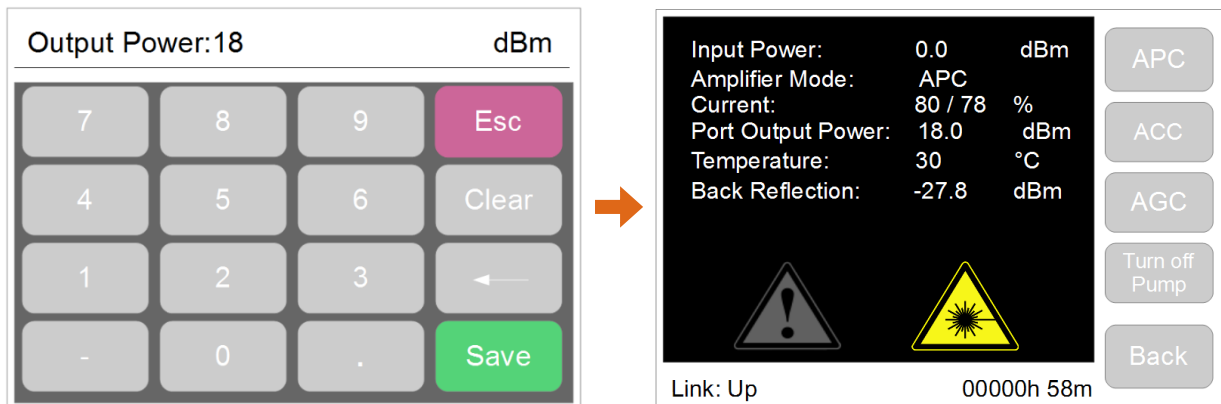 Output Power:18 dBm
7 8 9 Esc
4 5 6 Clear
1 2 3
- 0 . Save
Input Power: 0.0 dBm
Amplifier Mode: APC
Current: 80 / 78 %
Port Output Power: 18.0 dBm
Temperature: 30 °C
Back Reflection: -27.8 dBm
Link: Up 00000h 58m
APC
ACC
AGC
Turn off
Pump
Back